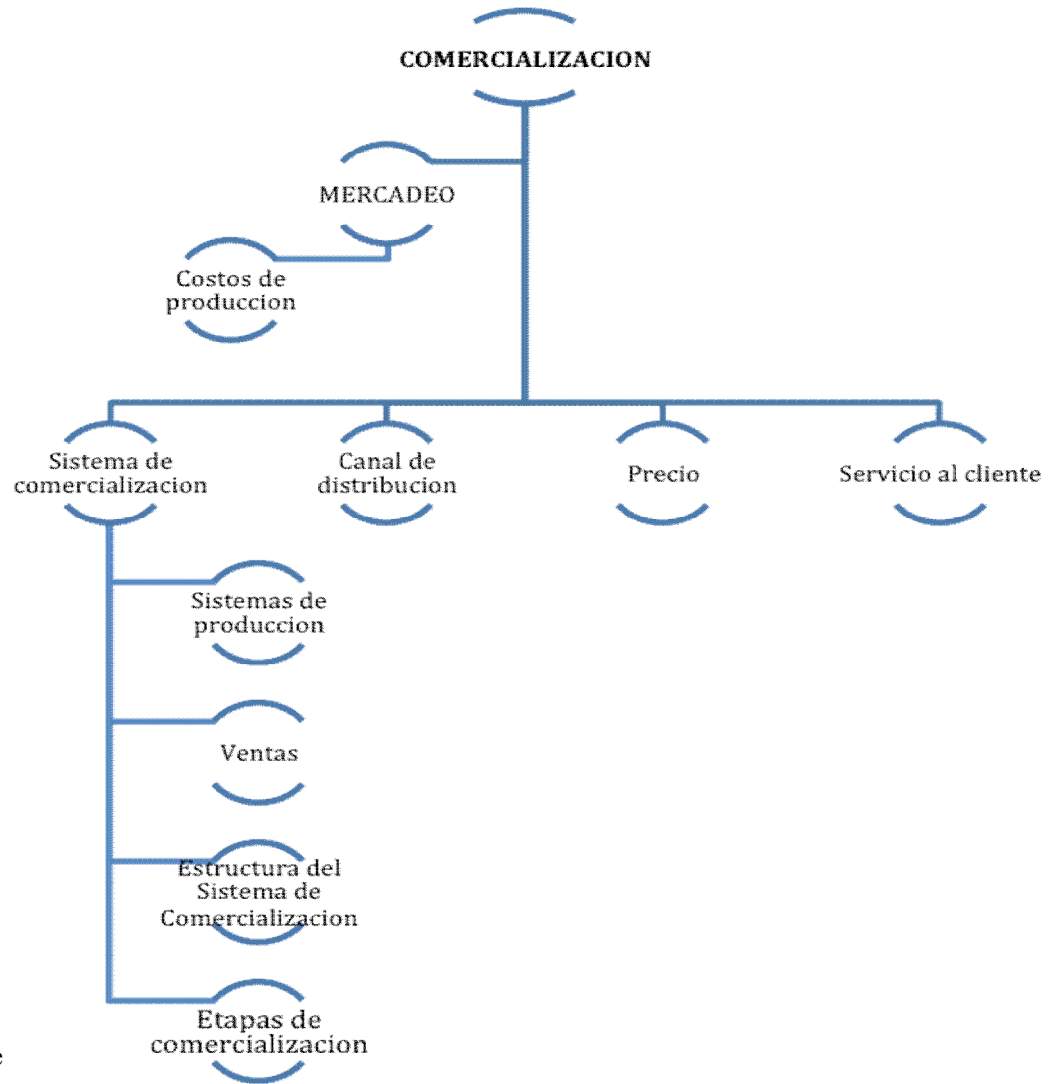 COMERCIALIZACION
MERCADEO
Costos de
produccion
Sistema de
comercializacion
Canal de
distribucion
Precio
Servicio al cliente
Sistemas de
produccion
Ventas
Estructura del
Sistema de
Comercializacion
Etapas de
comercializacion
e